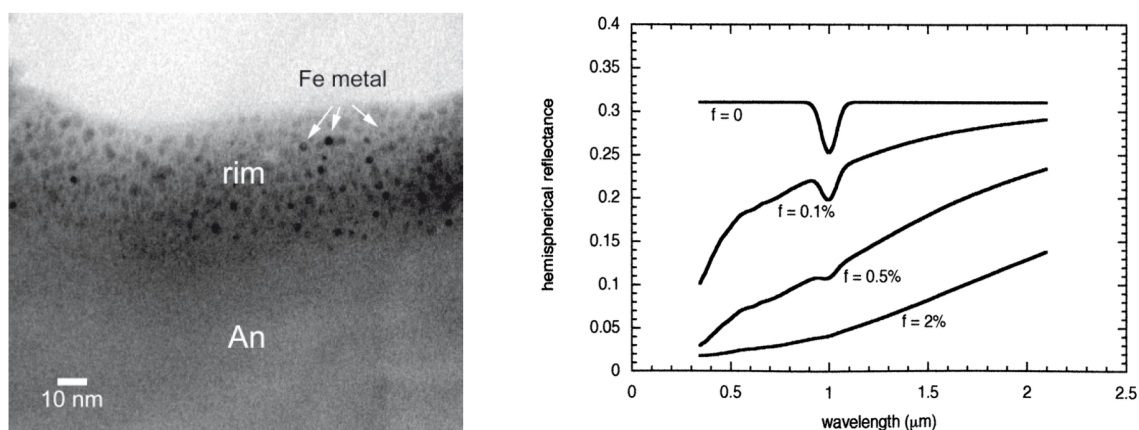 Fe metal
rim
An
10 nm
0.4
0.35
0.3
0.25
0.2
0.15
0.1
0.05
0
hemispherical reflectance
f = 0
f = 0.1%
f = 0.5%
f = 2%
0
0.5
1
1.5
2
2.5
wavelength (μm)